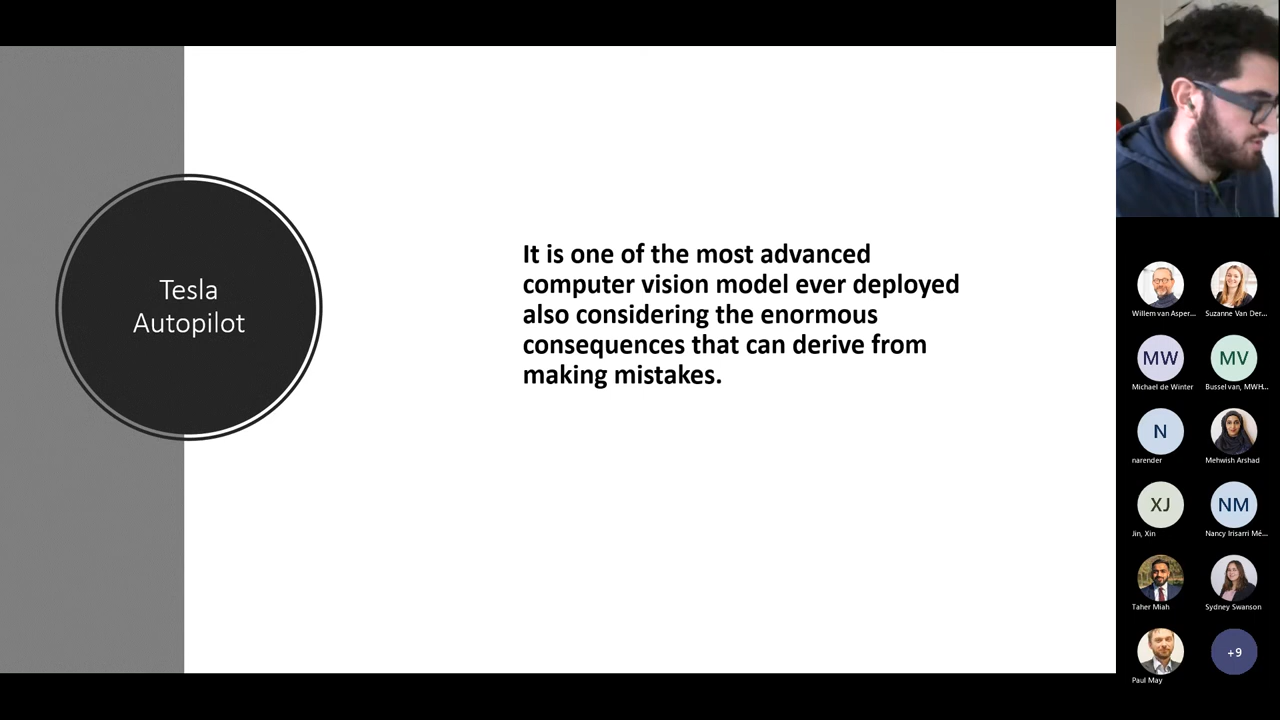 Tesla
Autopilot
It is one of the most advanced
computer vision model ever deployed
also considering the enormous
consequences that can derive from
making mistakes.
Willem van Asper...
Suzanne Van Der...
MW
MV
Michael de Winter
Bussel van, MWH...
N
narender
Mehwish Arshad
XJ
NM
Jin, Xin
Nancy Irisarri Mé...
Taher Miah
Sydney Swanson
+9
Paul May